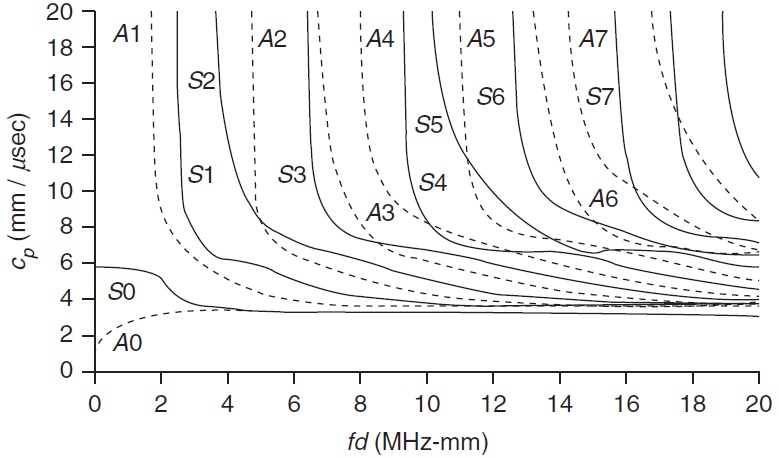 20
18
16
14
12
10
8
6
4
2
0
c_p (mm / μsec)
A1
A2
A4
A5
A7
S2
S6
S7
S5
S1
S3
S4
A3
A6
S0
A0
0 2 4 6 8 10 12 14 16 18 20
fd (MHz-mm)